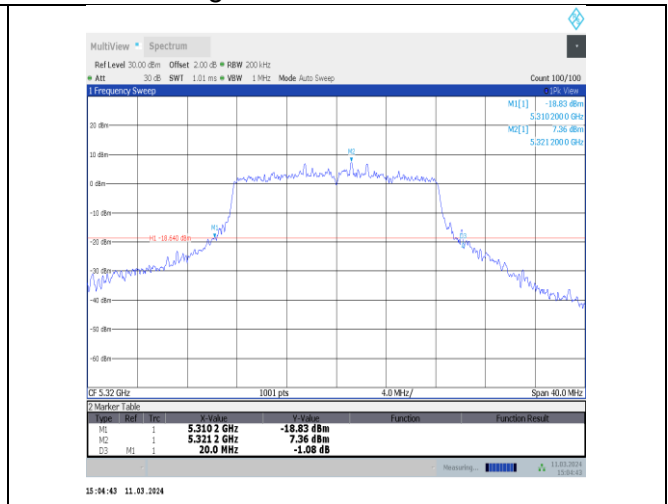 MultiView Spectrum
Ref Level 30.00 dBm Offset 2.00 dB RBW 200 kHz
Att 30 dB SWT 1.01 ms VBW 1 MHz Mode Auto Sweep Count 100/100
1 Frequency Sweep 1Pk View
M1[1] -18.83 dBm
5.310 200 0 GHz
M2[1] 7.36 dBm
5.321 200 0 GHz
20 dBm
M2
10 dBm
0 dBm
-10 dBm
M1
H1 -18.640 dBm
D3
-20 dBm
-30 dBm
-40 dBm
-50 dBm
-60 dBm
CF 5.32 GHz 1001 pts 4.0 MHz/ Span 40.0 MHz
2 Marker Table
Type Ref Trc X-Value Y-Value Function Function Result
M1 1 5.310 2 GHz -18.83 dBm
M2 1 5.321 2 GHz 7.36 dBm
D3 M1 1 20.0 MHz -1.08 dB
Measuring... 11.03.2024
15:04:43
15:04:43 11.03.2024